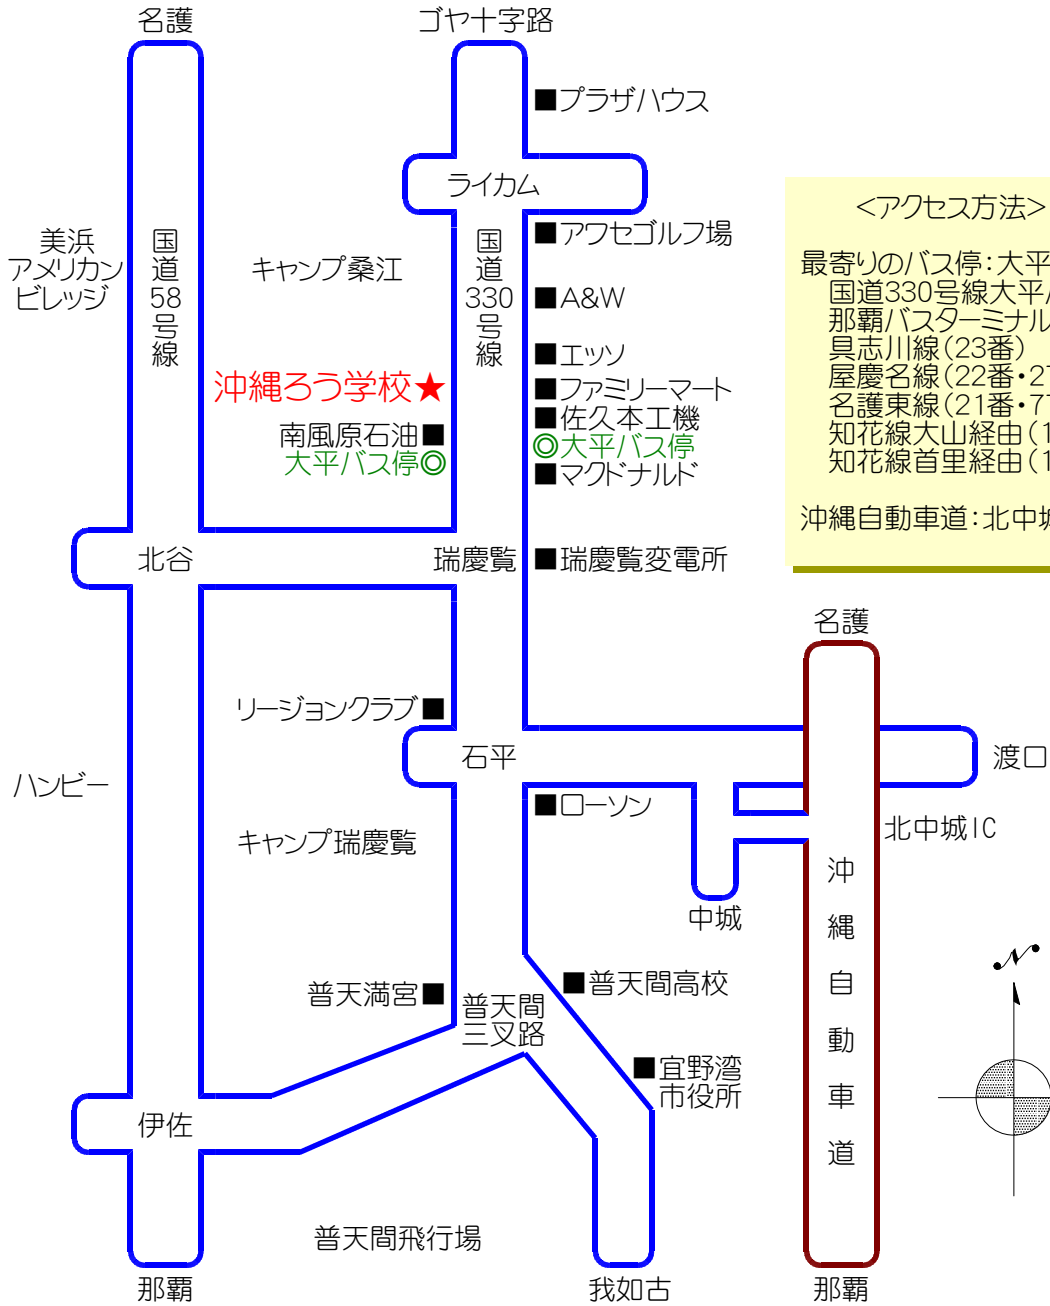 名護
ゴヤ十字路
■プラザハウス
ライカム
■アワセゴルフ場
美浜
アメリカン
ビレッジ
国道58号線
キャンプ桑江
国道330号線
■A&W
■エッソ
沖縄ろう学校★
■ファミリーマート
■佐久本工機
南風原石油■
◎大平バス停
大平バス停◎
■マクドナルド
北谷
瑞慶覧
■瑞慶覧変電所
<アクセス方法>
最寄りのバス停：大平
国道330号線大平
那覇バスターミナル
具志川線（23番）
屋慶名線（22番・2
名護東線（21番・7
知花線大山経由（1
知花線首里経由（1
沖縄自動車道：北中城
名護
リージョンクラブ■
石平
渡口
ハンビー
■ローソン
キャンプ瑞慶覧
北中城IC
中城
沖縄自動車道
普天満宮■
普天間
三叉路
■普天間高校
■宜野湾
市役所
伊佐
普天間飛行場
那覇
我如古
那覇
N